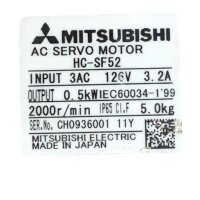 MITSUBISHI
AC SERVO MOTOR
HC-SF52
INPUT 3AC 126V 3.2A
OUTPUT 0.5kW IEC60034-1'99
2000r/min IP65 CI.F 5.0kg
SER.No. CH0936001 11Y
MITSUBISHI ELECTRIC
MADE IN JAPAN